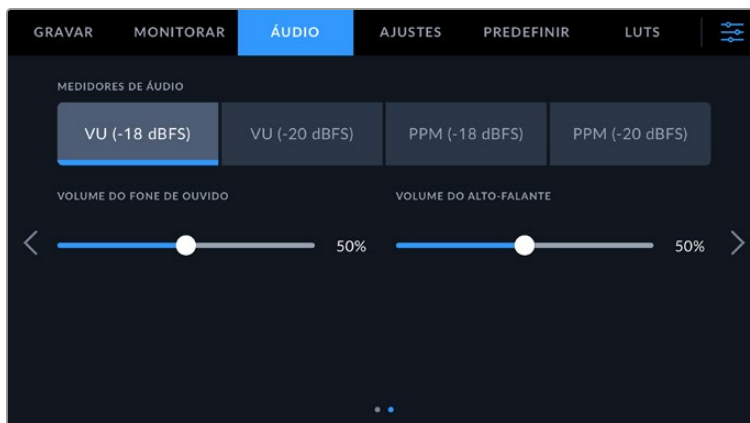 GRAVAR MONITORAR ÁUDIO AJUSTES PREDEFINIR LUTS
MEDIDORES DE ÁUDIO
VU (-18 dBFS) VU (-20 dBFS) PPM (-18 dBFS) PPM (-20 dBFS)
VOLUME DO FONE DE OUVIDO VOLUME DO ALTO-FALANTE
50% 50%